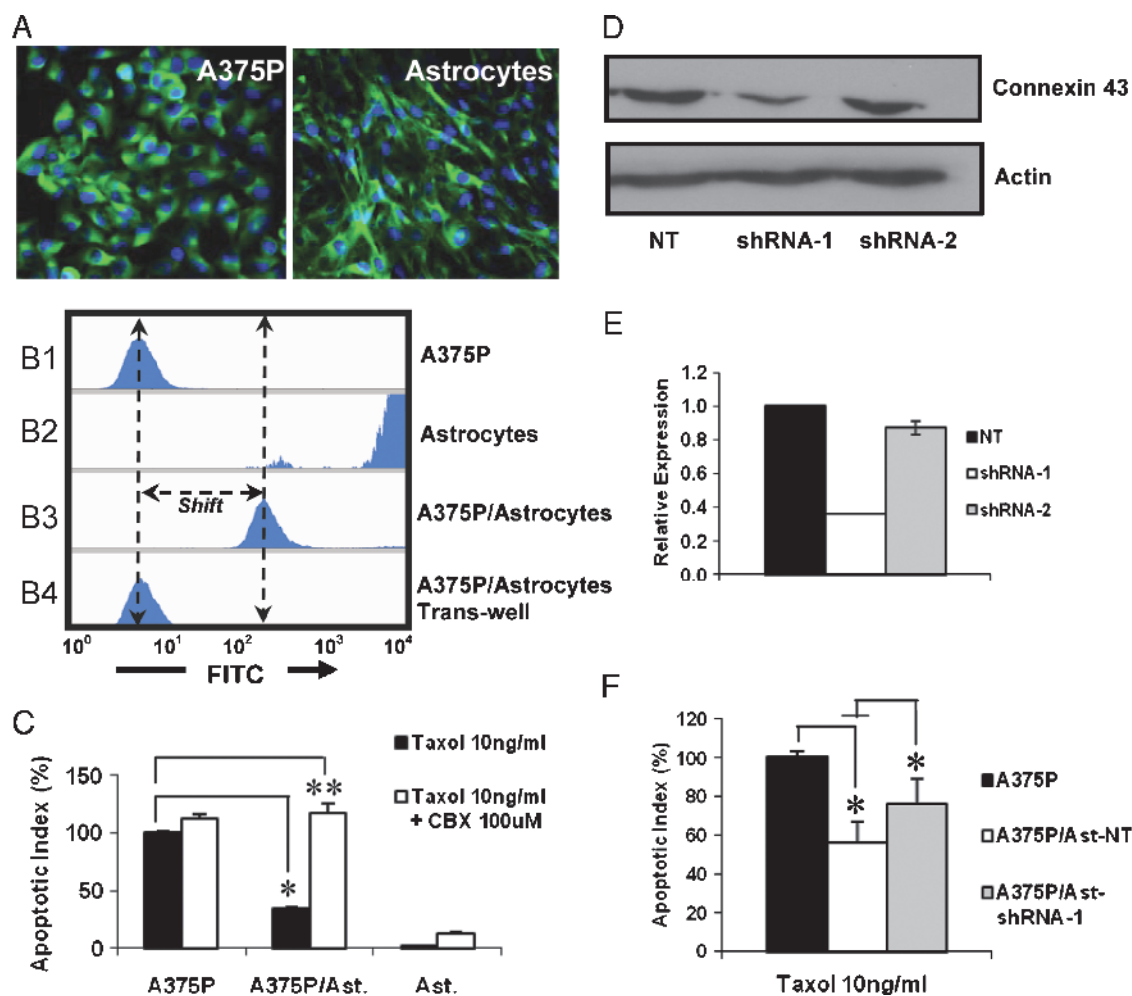 A
A375P
Astrocytes
B1
A375P
B2
Astrocytes
Shift
B3
A375P/Astrocytes
B4
A375P/Astrocytes
Trans-well
10⁰ 10¹ 10² 10³ 10⁴
FITC
C
Apoptotic Index (%)
150
100
50
0
**
*
Taxol 10ng/ml
Taxol 10ng/ml
+ CBX 100uM
A375P A375P/Ast. Ast.
D
Connexin 43
Actin
NT shRNA-1 shRNA-2
E
Relative Expression
1.2
1.0
0.8
0.6
0.4
0.2
0.0
NT
shRNA-1
shRNA-2
F
Apoptotic Index (%)
120
100
80
60
40
20
0
*
*
A375P
A375P/Ast-NT
A375P/Ast-
shRNA-1
Taxol 10ng/ml